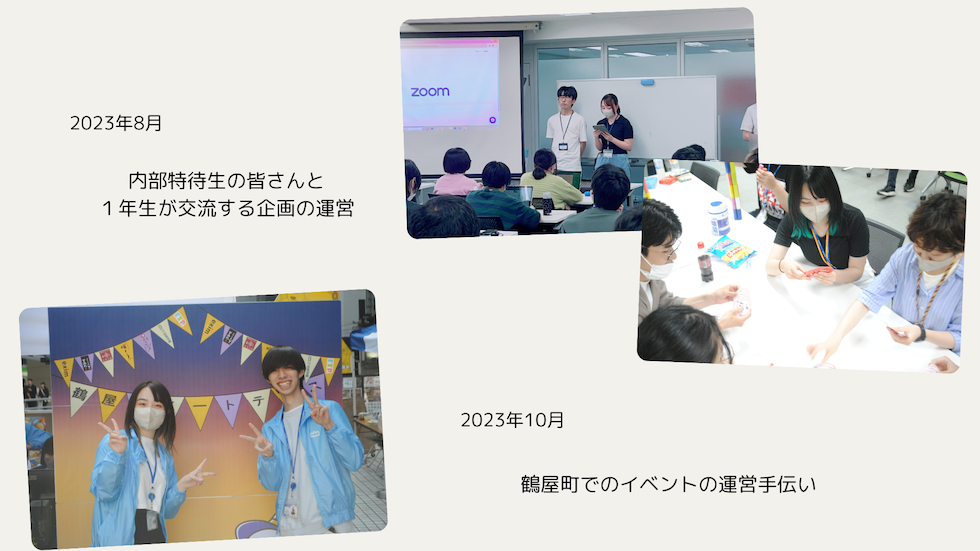 2023年8月
内部特待生の皆さんと
１年生が交流する企画の運営
zoom
鶴屋
ートテ
2023年10月
鶴屋町でのイベントの運営手伝い